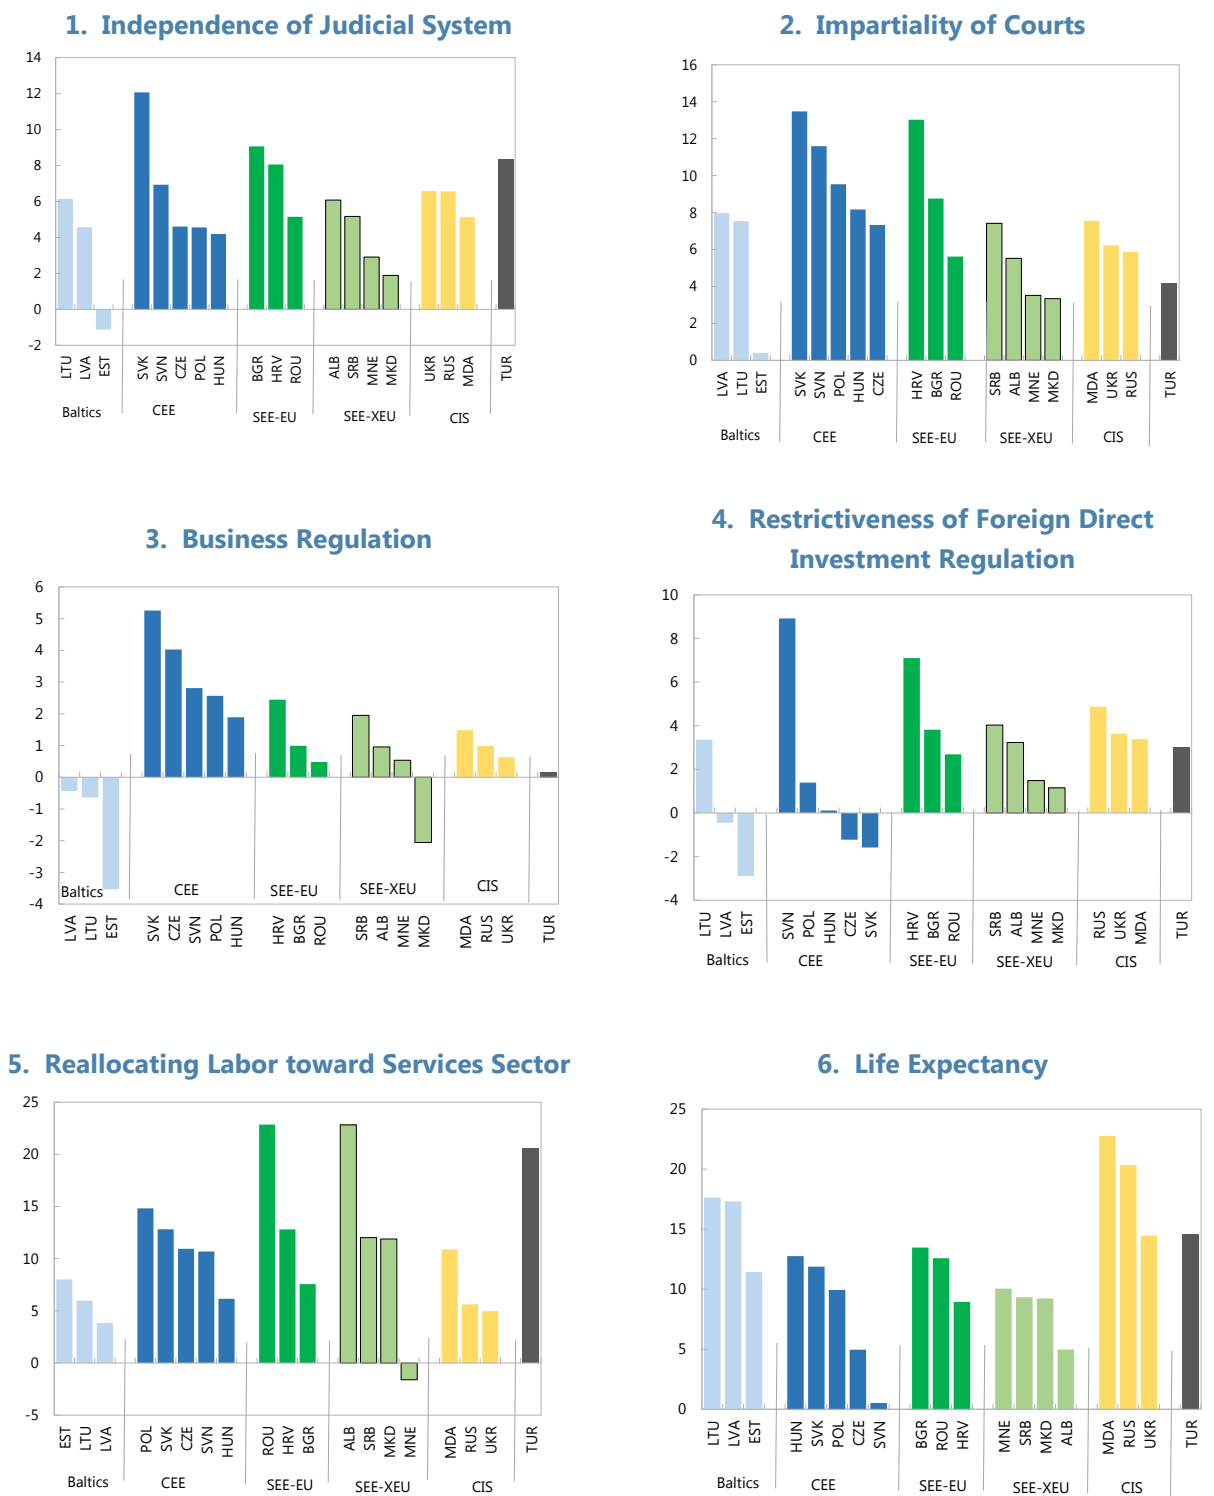 1. Independence of Judicial System
14
12
10
8
6
4
2
0
-2
LTU LVA EST SVK SVN CZE POL HUN BGR HRV ROU ALB SRB MNE MKD UKR RUS MDA TUR
Baltics CEE SEE-EU SEE-XEU CIS
2. Impartiality of Courts
16
14
12
10
8
6
4
2
0
LVA LTU EST SVK SVN POL HUN CZE HRV BGR ROU SRB ALB MNE MKD MDA UKR RUS TUR
Baltics CEE SEE-EU SEE-XEU CIS
3. Business Regulation
6
5
4
3
2
1
0
-1
-2
-3
-4
Baltics CEE SEE-EU SEE-XEU CIS
LVA LTU EST SVK CZE SVN POL HUN HRV BGR ROU SRB ALB MNE MKD MDA RUS UKR TUR
4. Restrictiveness of Foreign Direct
Investment Regulation
10
8
6
4
2
0
-2
-4
LTU LVA EST SVN POL HUN CZE SVK HRV BGR ROU SRB ALB MNE MKD RUS UKR MDA TUR
Baltics CEE SEE-EU SEE-XEU CIS
5. Reallocating Labor toward Services Sector
25
20
15
10
5
0
-5
EST LTU LVA POL SVK CZE SVN HUN ROU HRV BGR ALB SRB MKD MNE MDA RUS UKR TUR
Baltics CEE SEE-EU SEE-XEU CIS
6. Life Expectancy
25
20
15
10
5
0
LTU LVA EST HUN SVK POL CZE SVN BGR ROU HRV MNE SRB MKD ALB MDA RUS UKR TUR
Baltics CEE SEE-EU SEE-XEU CIS